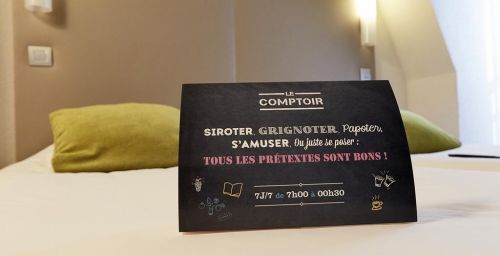 LE
COMPTOIR
SIROTER, GRIGNOTER, Papoter,
S'AMUSER, Ou juste se poser :
TOUS LES PRÉTEXTES SONT BONS !
7J/7 de 7h00 à 00h30